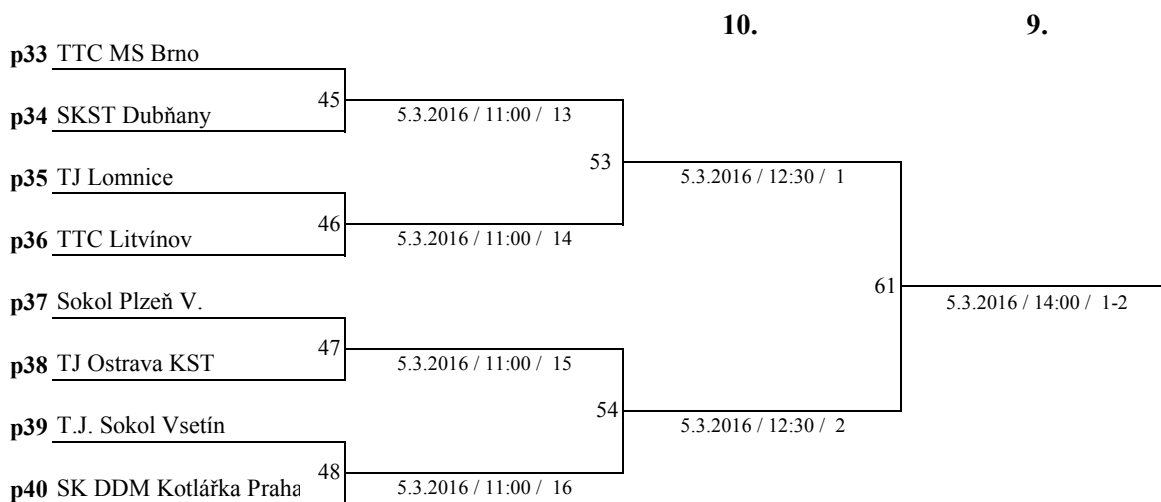 10. 9.
p33 TTC MS Brno
45
5.3.2016 / 11:00 / 13
p34 SKST Dubňany
53
p35 TJ Lomnice
5.3.2016 / 12:30 / 1
46
p36 TTC Litvínov
5.3.2016 / 11:00 / 14
61
p37 Sokol Plzeň V.
5.3.2016 / 14:00 / 1-2
47
p38 TJ Ostrava KST
5.3.2016 / 11:00 / 15
54
p39 T.J. Sokol Vsetín
5.3.2016 / 12:30 / 2
48
p40 SK DDM Kotlářka Praha
5.3.2016 / 11:00 / 16